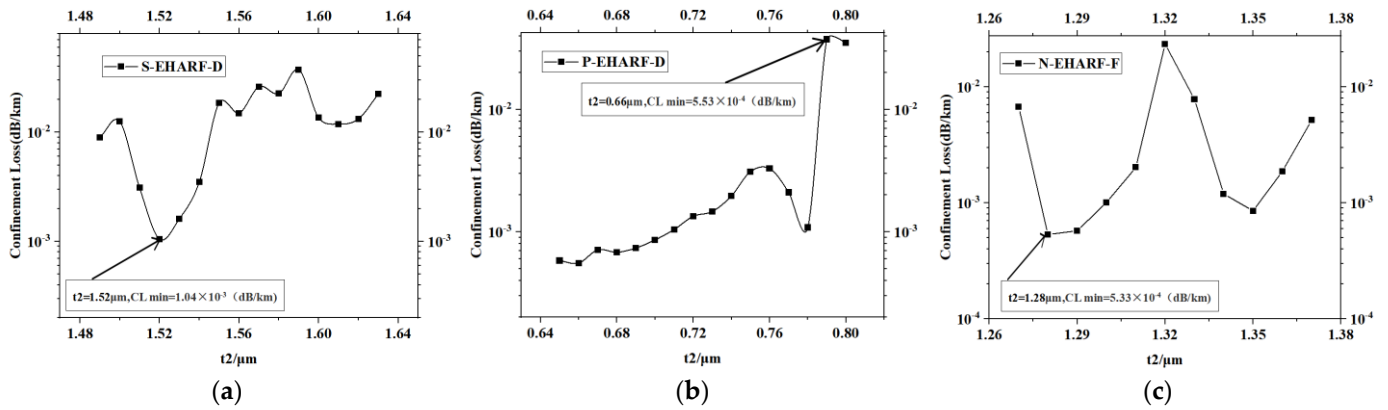 1.48 1.52 1.56 1.60 1.64
S-EHARF-D
Confinement Loss(dB/km)
10⁻²
10⁻³
10⁻²
10⁻³
t2=1.52μm,CL min=1.04×10⁻³（dB/km）
1.48 1.52 1.56 1.60 1.64
t2/μm
(a)
0.64 0.68 0.72 0.76 0.80
P-EHARF-D
t2=0.66μm,CL min=5.53×10⁻⁴（dB/km）
Confinement Loss(dB/km)
10⁻²
10⁻³
10⁻²
10⁻³
0.64 0.68 0.72 0.76 0.80
t2/μm
(b)
1.26 1.29 1.32 1.35 1.38
N-EHARF-F
Confinement Loss(dB/km)
10⁻²
10⁻³
10⁻⁴
10⁻²
10⁻³
10⁻⁴
t2=1.28μm,CL min=5.33×10⁻⁴（dB/km）
1.26 1.29 1.32 1.35 1.38
t2/μm
(c)